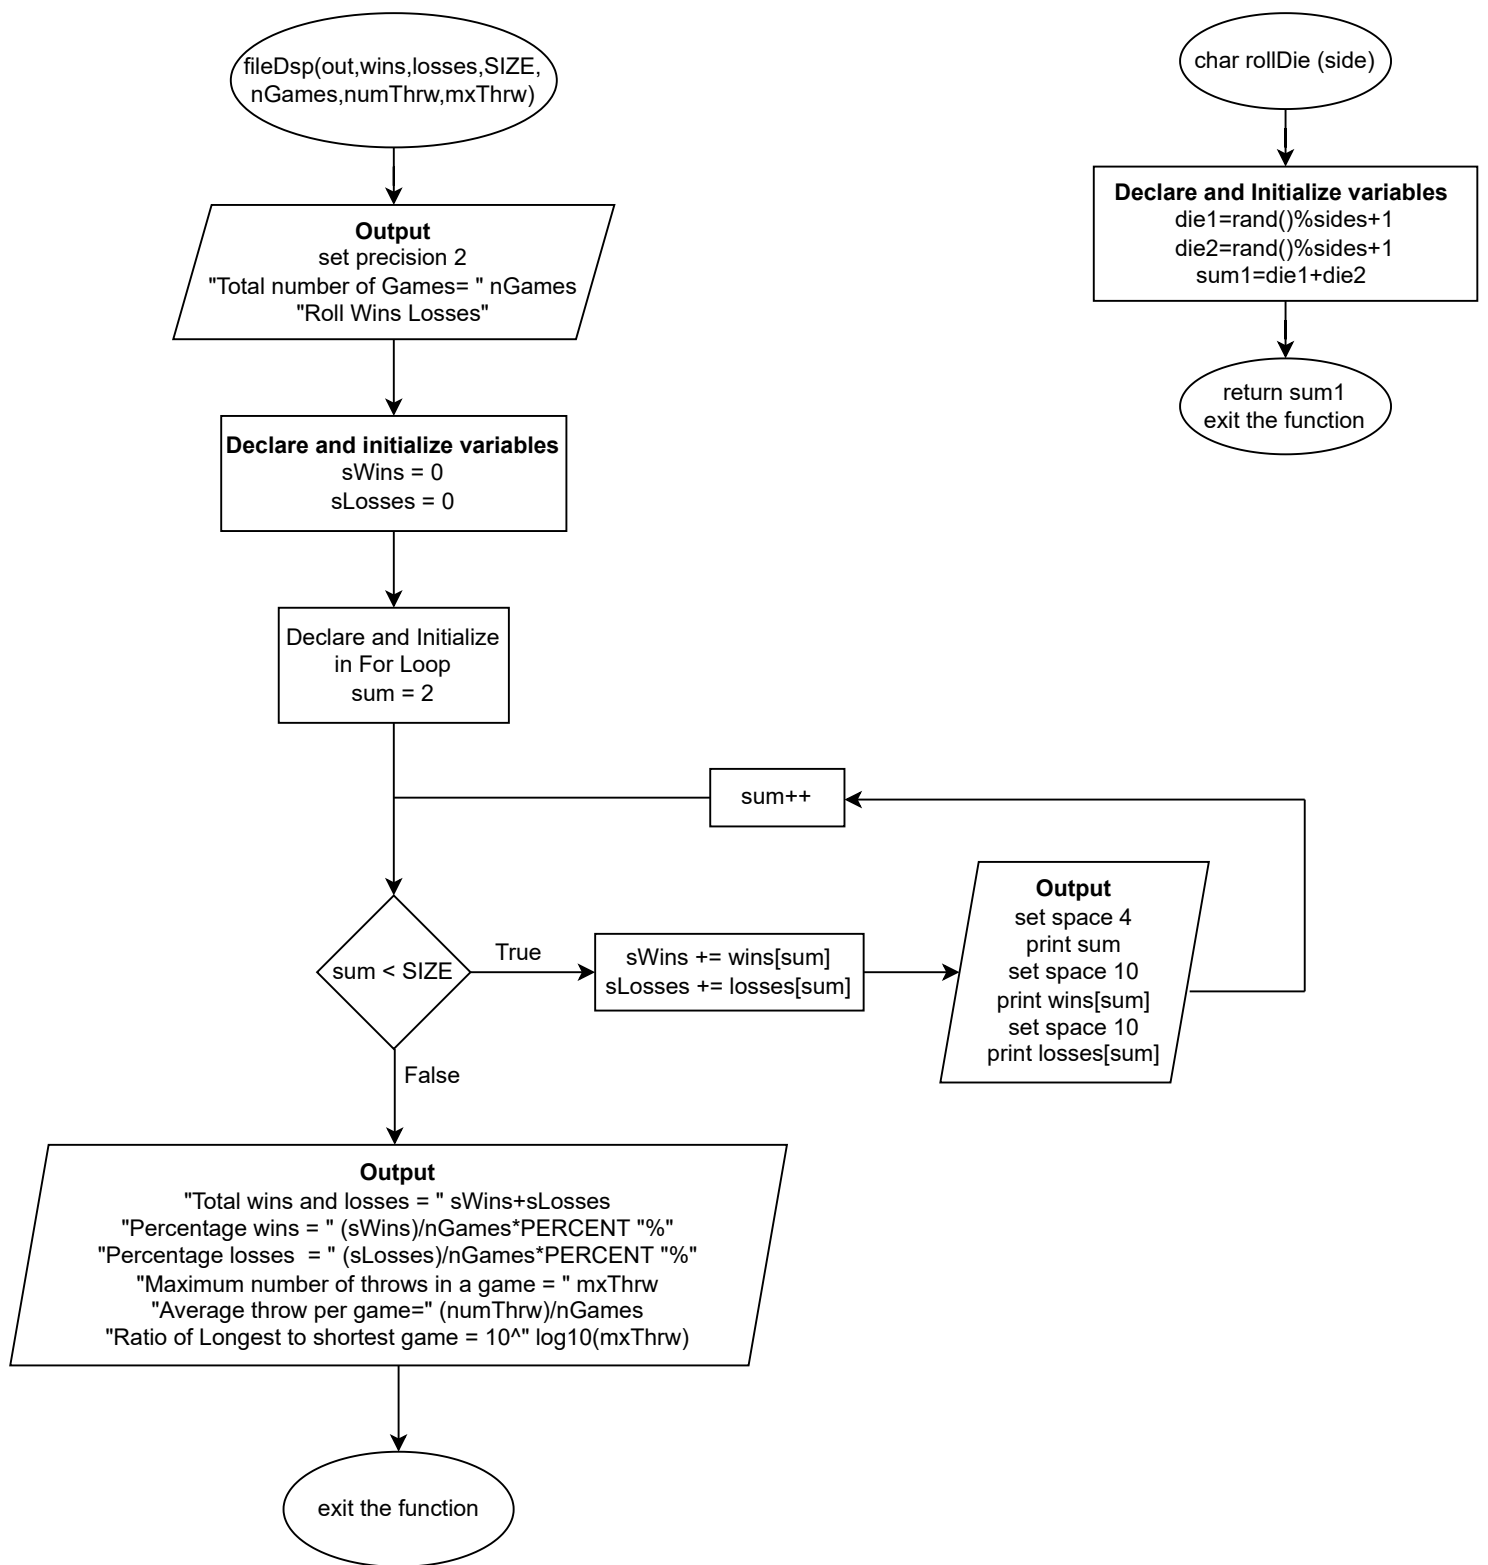 fileDsp(out,wins,losses,SIZE,
nGames,numThrw,mxThrw)
Output
set precision 2
"Total number of Games= " nGames
"Roll Wins Losses"
Declare and initialize variables
sWins = 0
sLosses = 0
Declare and Initialize
in For Loop
sum = 2
sum++
sum < SIZE
True
sWins += wins[sum]
sLosses += losses[sum]
Output
set space 4
print sum
set space 10
print wins[sum]
set space 10
print losses[sum]
False
Output
"Total wins and losses = " sWins+sLosses
"Percentage wins = " (sWins)/nGames*PERCENT "%"
"Percentage losses  = " (sLosses)/nGames*PERCENT "%"
"Maximum number of throws in a game = " mxThrw
"Average throw per game=" (numThrw)/nGames
"Ratio of Longest to shortest game = 10^" log10(mxThrw)
exit the function
char rollDie (side)
Declare and Initialize variables
die1=rand()%sides+1
die2=rand()%sides+1
sum1=die1+die2
return sum1
exit the function